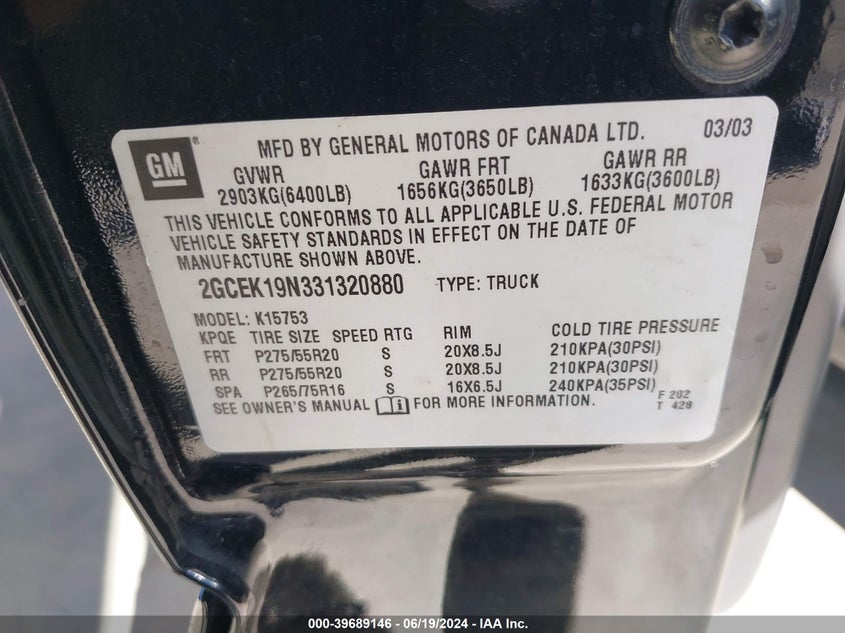 GM ®
MFD BY GENERAL MOTORS OF CANADA LTD. 03/03
GVWR GAWR FRT GAWR RR
2903KG(6400LB) 1656KG(3650LB) 1633KG(3600LB)
THIS VEHICLE CONFORMS TO ALL APPLICABLE U.S. FEDERAL MOTOR
VEHICLE SAFETY STANDARDS IN EFFECT ON THE DATE OF
MANUFACTURE SHOWN ABOVE.
2GCEK19N331320880 TYPE: TRUCK
MODEL: K15753
KPQE TIRE SIZE SPEED RTG RIM COLD TIRE PRESSURE
FRT P275/55R20 S 20X8.5J 210KPA(30PSI)
RR P275/55R20 S 20X8.5J 210KPA(30PSI)
SPA P265/75R16 S 16X6.5J 240KPA(35PSI)
SEE OWNER'S MANUAL i FOR MORE INFORMATION.
F 202
T 428
000-39689146 - 06/19/2024 - IAA Inc.